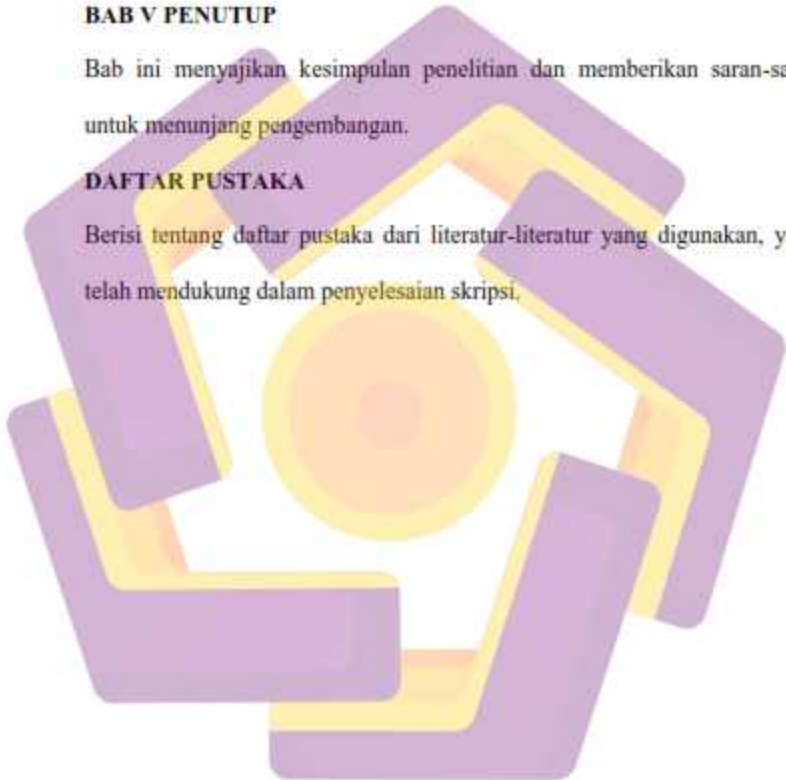 BAB V PENUTUP
Bab ini menyajikan kesimpulan penelitian dan memberikan saran-sa
untuk menunjang pengembangan.
DAFTAR PUSTAKA
Berisi tentang daftar pustaka dari literatur-literatur yang digunakan, y
telah mendukung dalam penyelesaian skripsi.